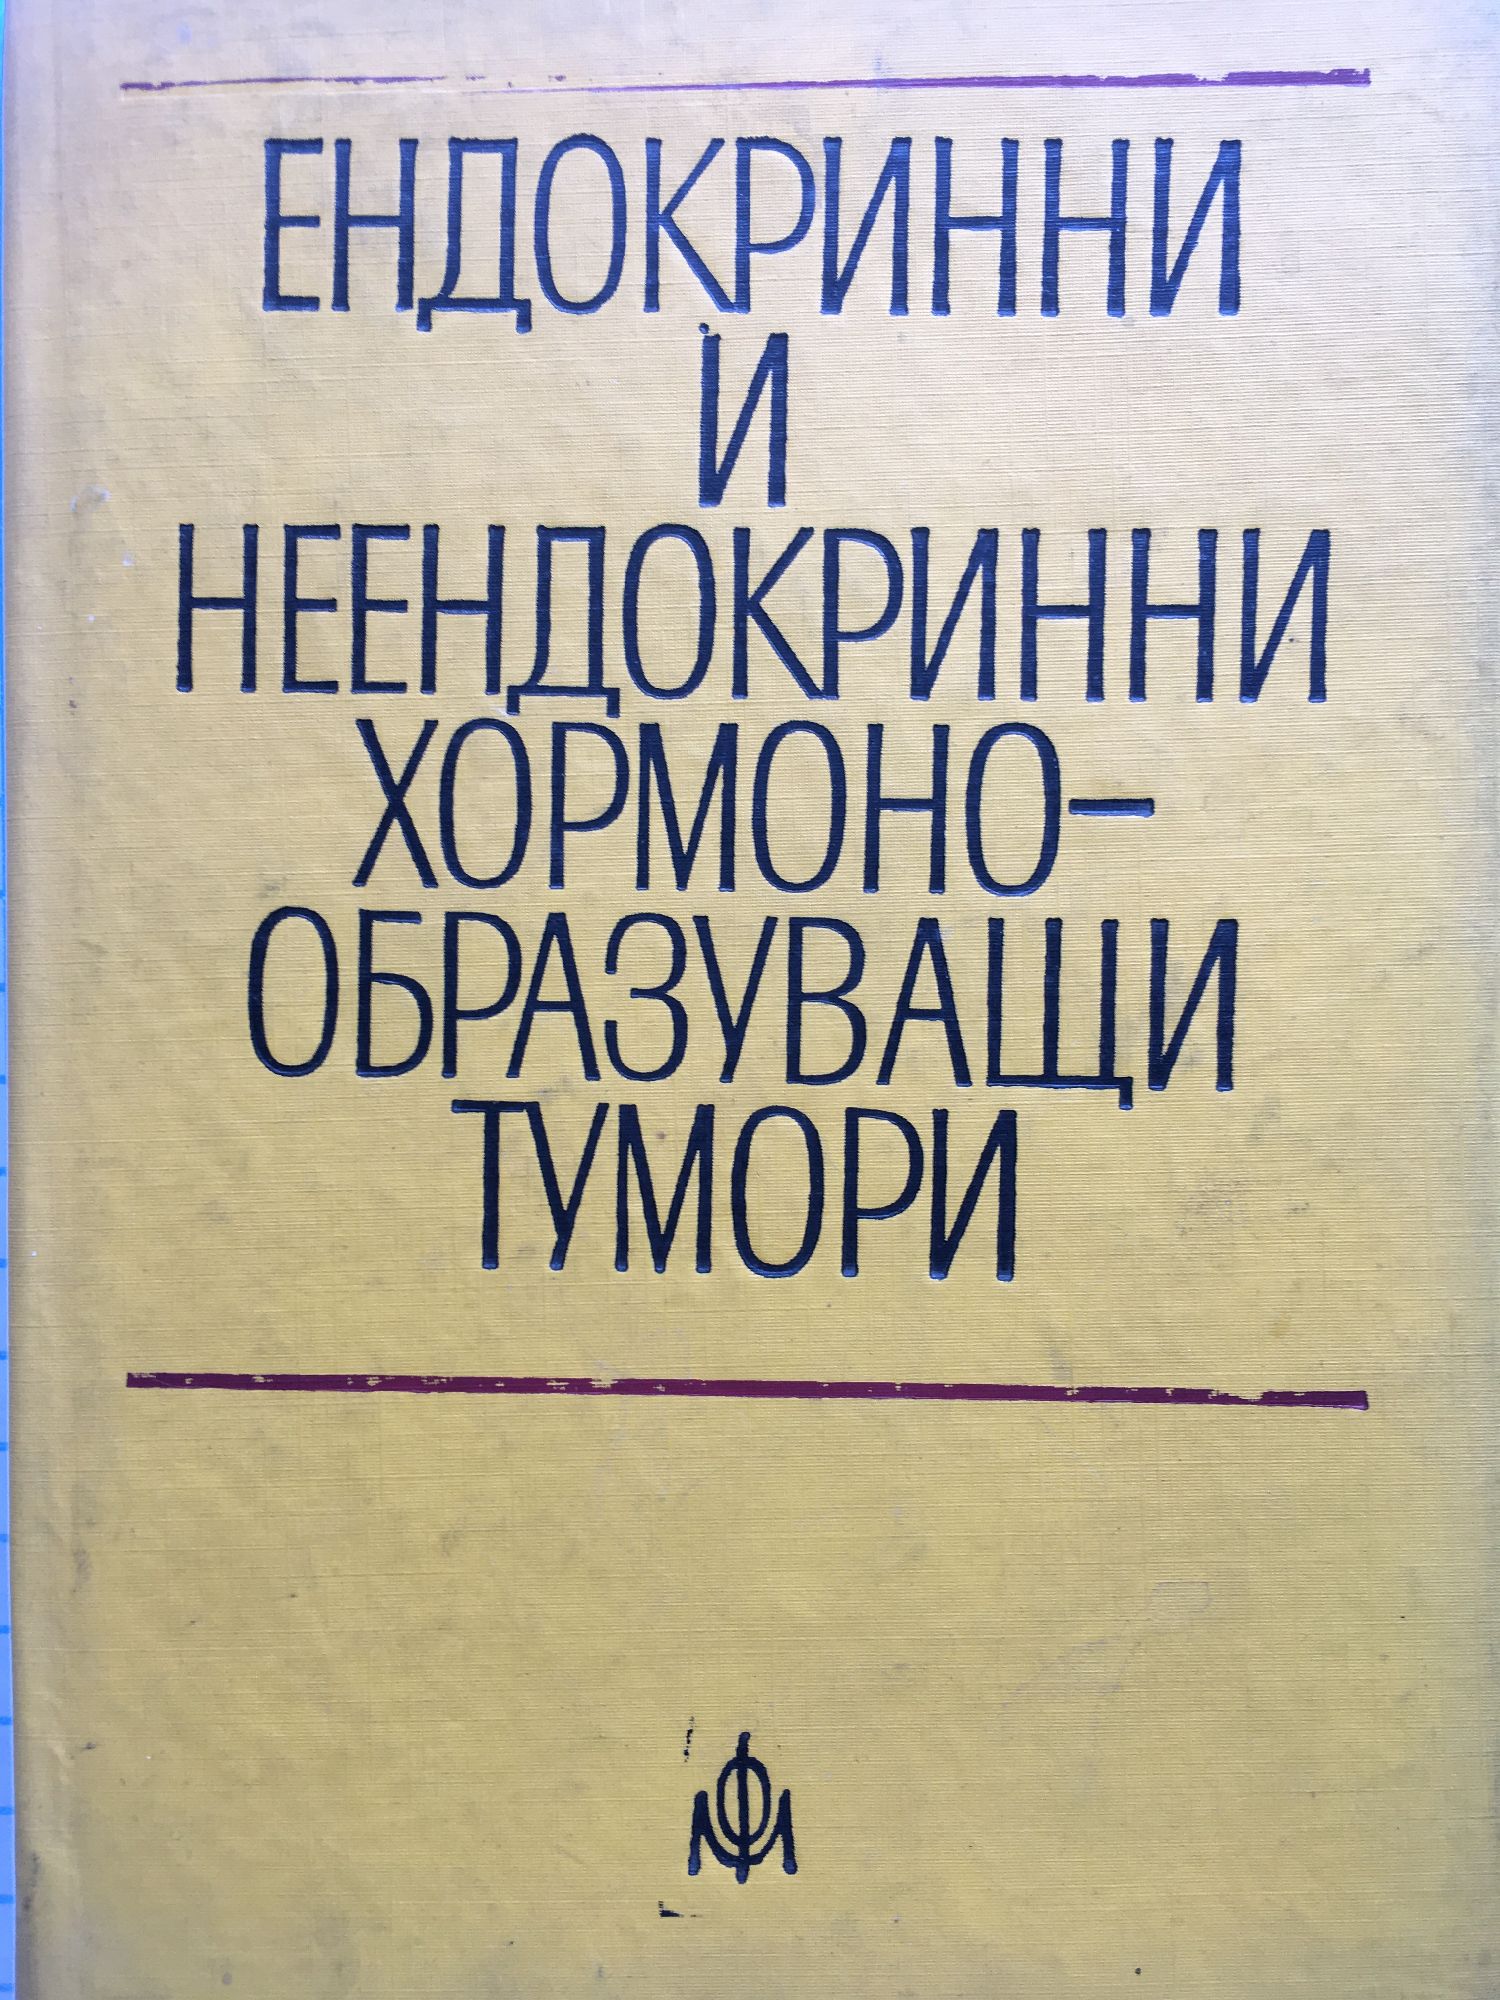 ЕНДОКРИННИ
И
НЕЕНДОКРИННИ
ХОРМОНО-
ОБРАЗУВАЩИ
ТУМОРИ